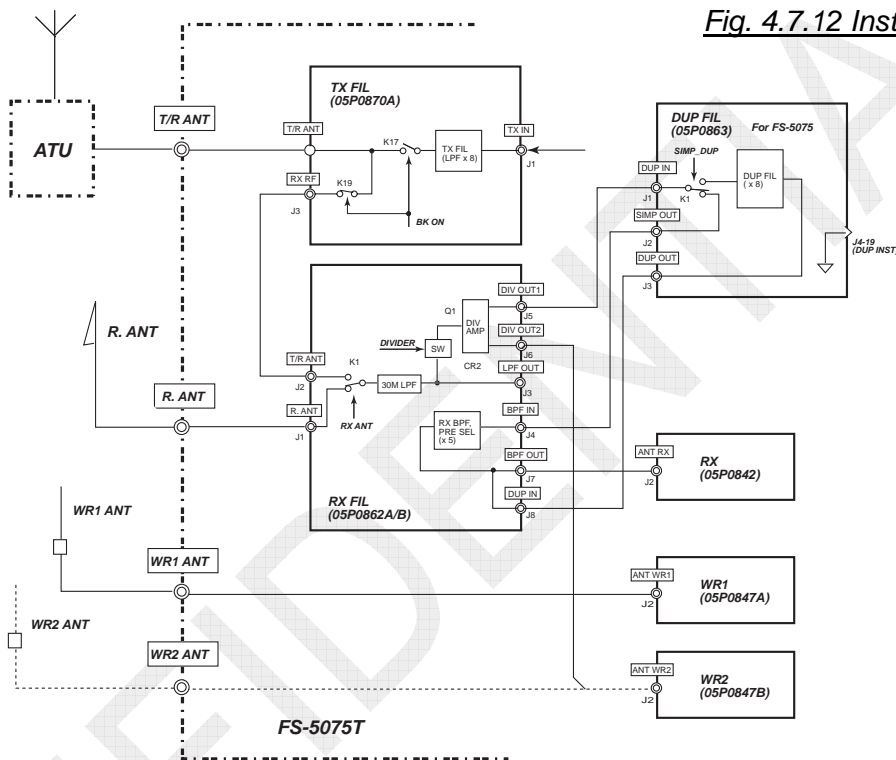 Fig. 4.7.12 Inst
TX FIL
(05P0870A)
T/R ANT
T/R ANT
K17
TX FIL
(LPF x 8)
TX IN
J1
ATU
RX RF
K19
J3
BK ON
DUP FIL
(05P0863)
For FS-5075
SIMP_DUP
DUP IN
J1
K1
DUP FIL
( x 8)
SIMP OUT
J2
DUP OUT
J3
J4-19
(DUP INST)
R. ANT
R. ANT
DIV OUT1
J5
Q1
DIV
AMP
DIV OUT2
J6
DIVIDER
SW
CR2
T/R ANT
J2
K1
30M LPF
LPF OUT
J3
R. ANT
J1
RX ANT
BPF IN
J4
RX BPF,
PRE SEL
(x 5)
BPF OUT
J7
DUP IN
J8
RX FIL
(05P0862A/B)
ANT RX
J2
RX
(05P0842)
WR1 ANT
WR1 ANT
ANT WR1
J2
WR1
(05P0847A)
WR2 ANT
WR2 ANT
ANT WR2
J2
WR2
(05P0847B)
FS-5075T